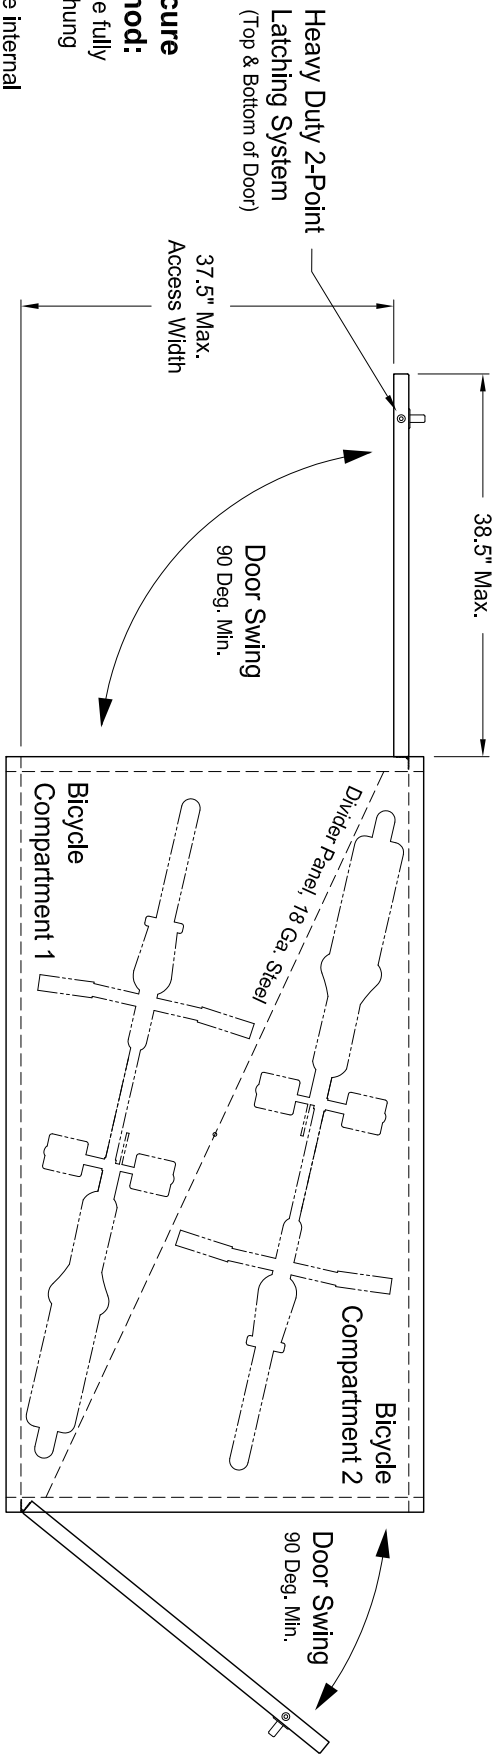 cure
nod:
e fully
hung
e internal
Heavy Duty 2-Point
Latching System
(Top & Bottom of Door)
37.5" Max.
Access Width
38.5" Max.
Door Swing
90 Deg. Min.
Bicycle
Compartment 1
Divider Panel, 18 Ga. Steel
Bicycle
Compartment 2
Door Swing
90 Deg. Min.